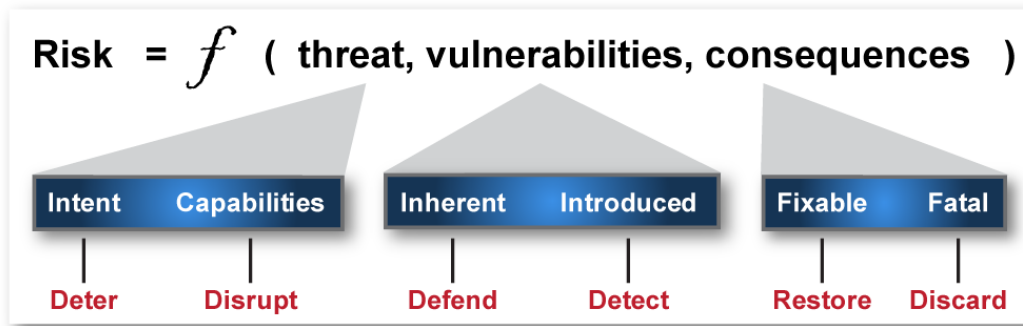 Risk = f ( threat, vulnerabilities, consequences )
Intent Capabilities Inherent Introduced Fixable Fatal
Deter Disrupt Defend Detect Restore Discard